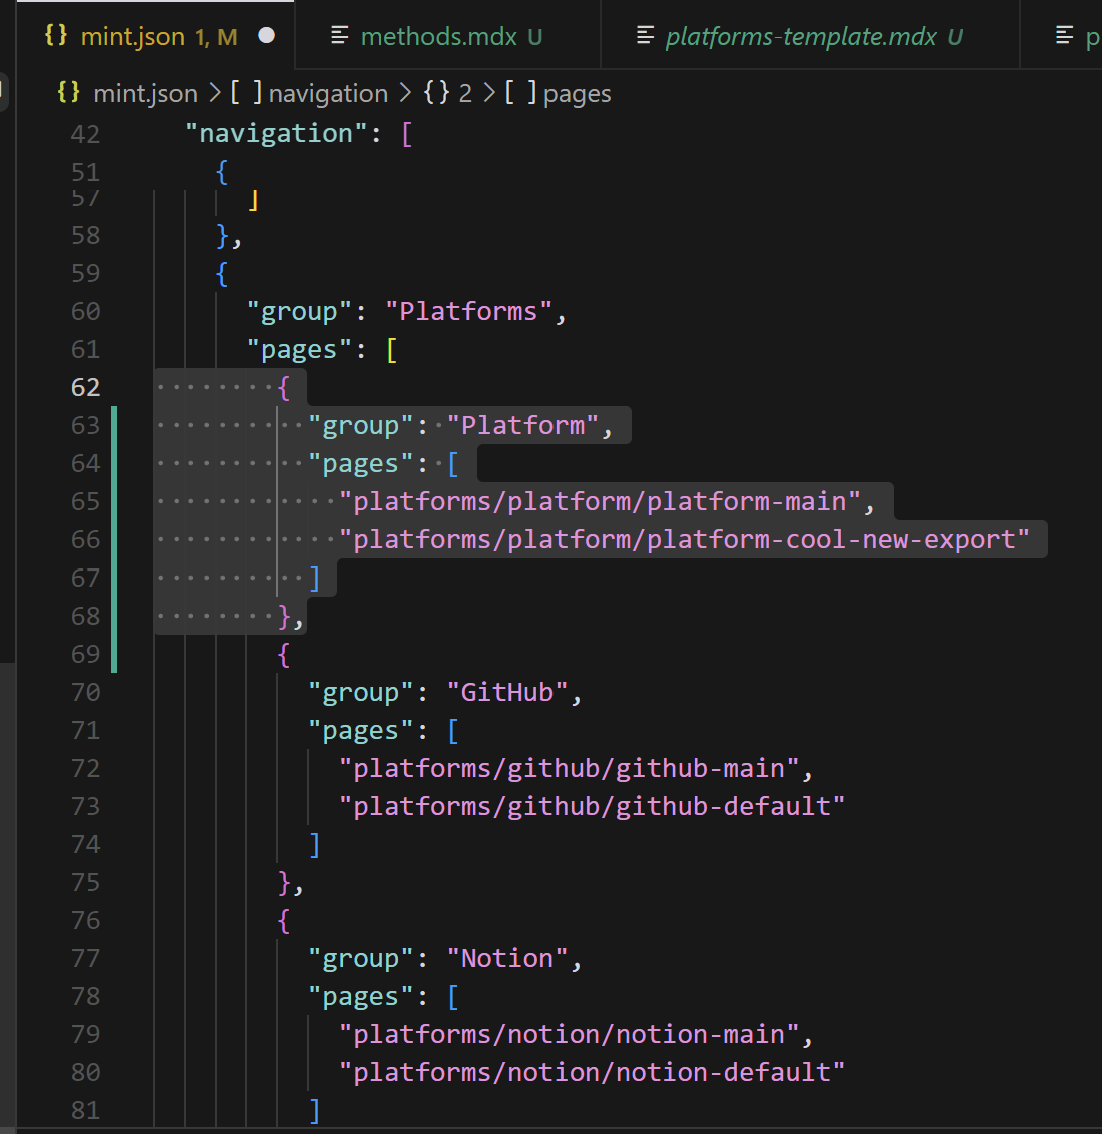 {} mint.json 1, M ● methods.mdx U platforms-template.mdx U p
{} mint.json > [ ] navigation > {} 2 > [ ] pages
42 "navigation": [
51 {
57 ]
58 },
59 {
60 "group": "Platforms",
61 "pages": [
62 {
63 "group": "Platform",
64 "pages": [
65 "platforms/platform/platform-main",
66 "platforms/platform/platform-cool-new-export"
67 ]
68 },
69 {
70 "group": "GitHub",
71 "pages": [
72 "platforms/github/github-main",
73 "platforms/github/github-default"
74 ]
75 },
76 {
77 "group": "Notion",
78 "pages": [
79 "platforms/notion/notion-main",
80 "platforms/notion/notion-default"
81 ]